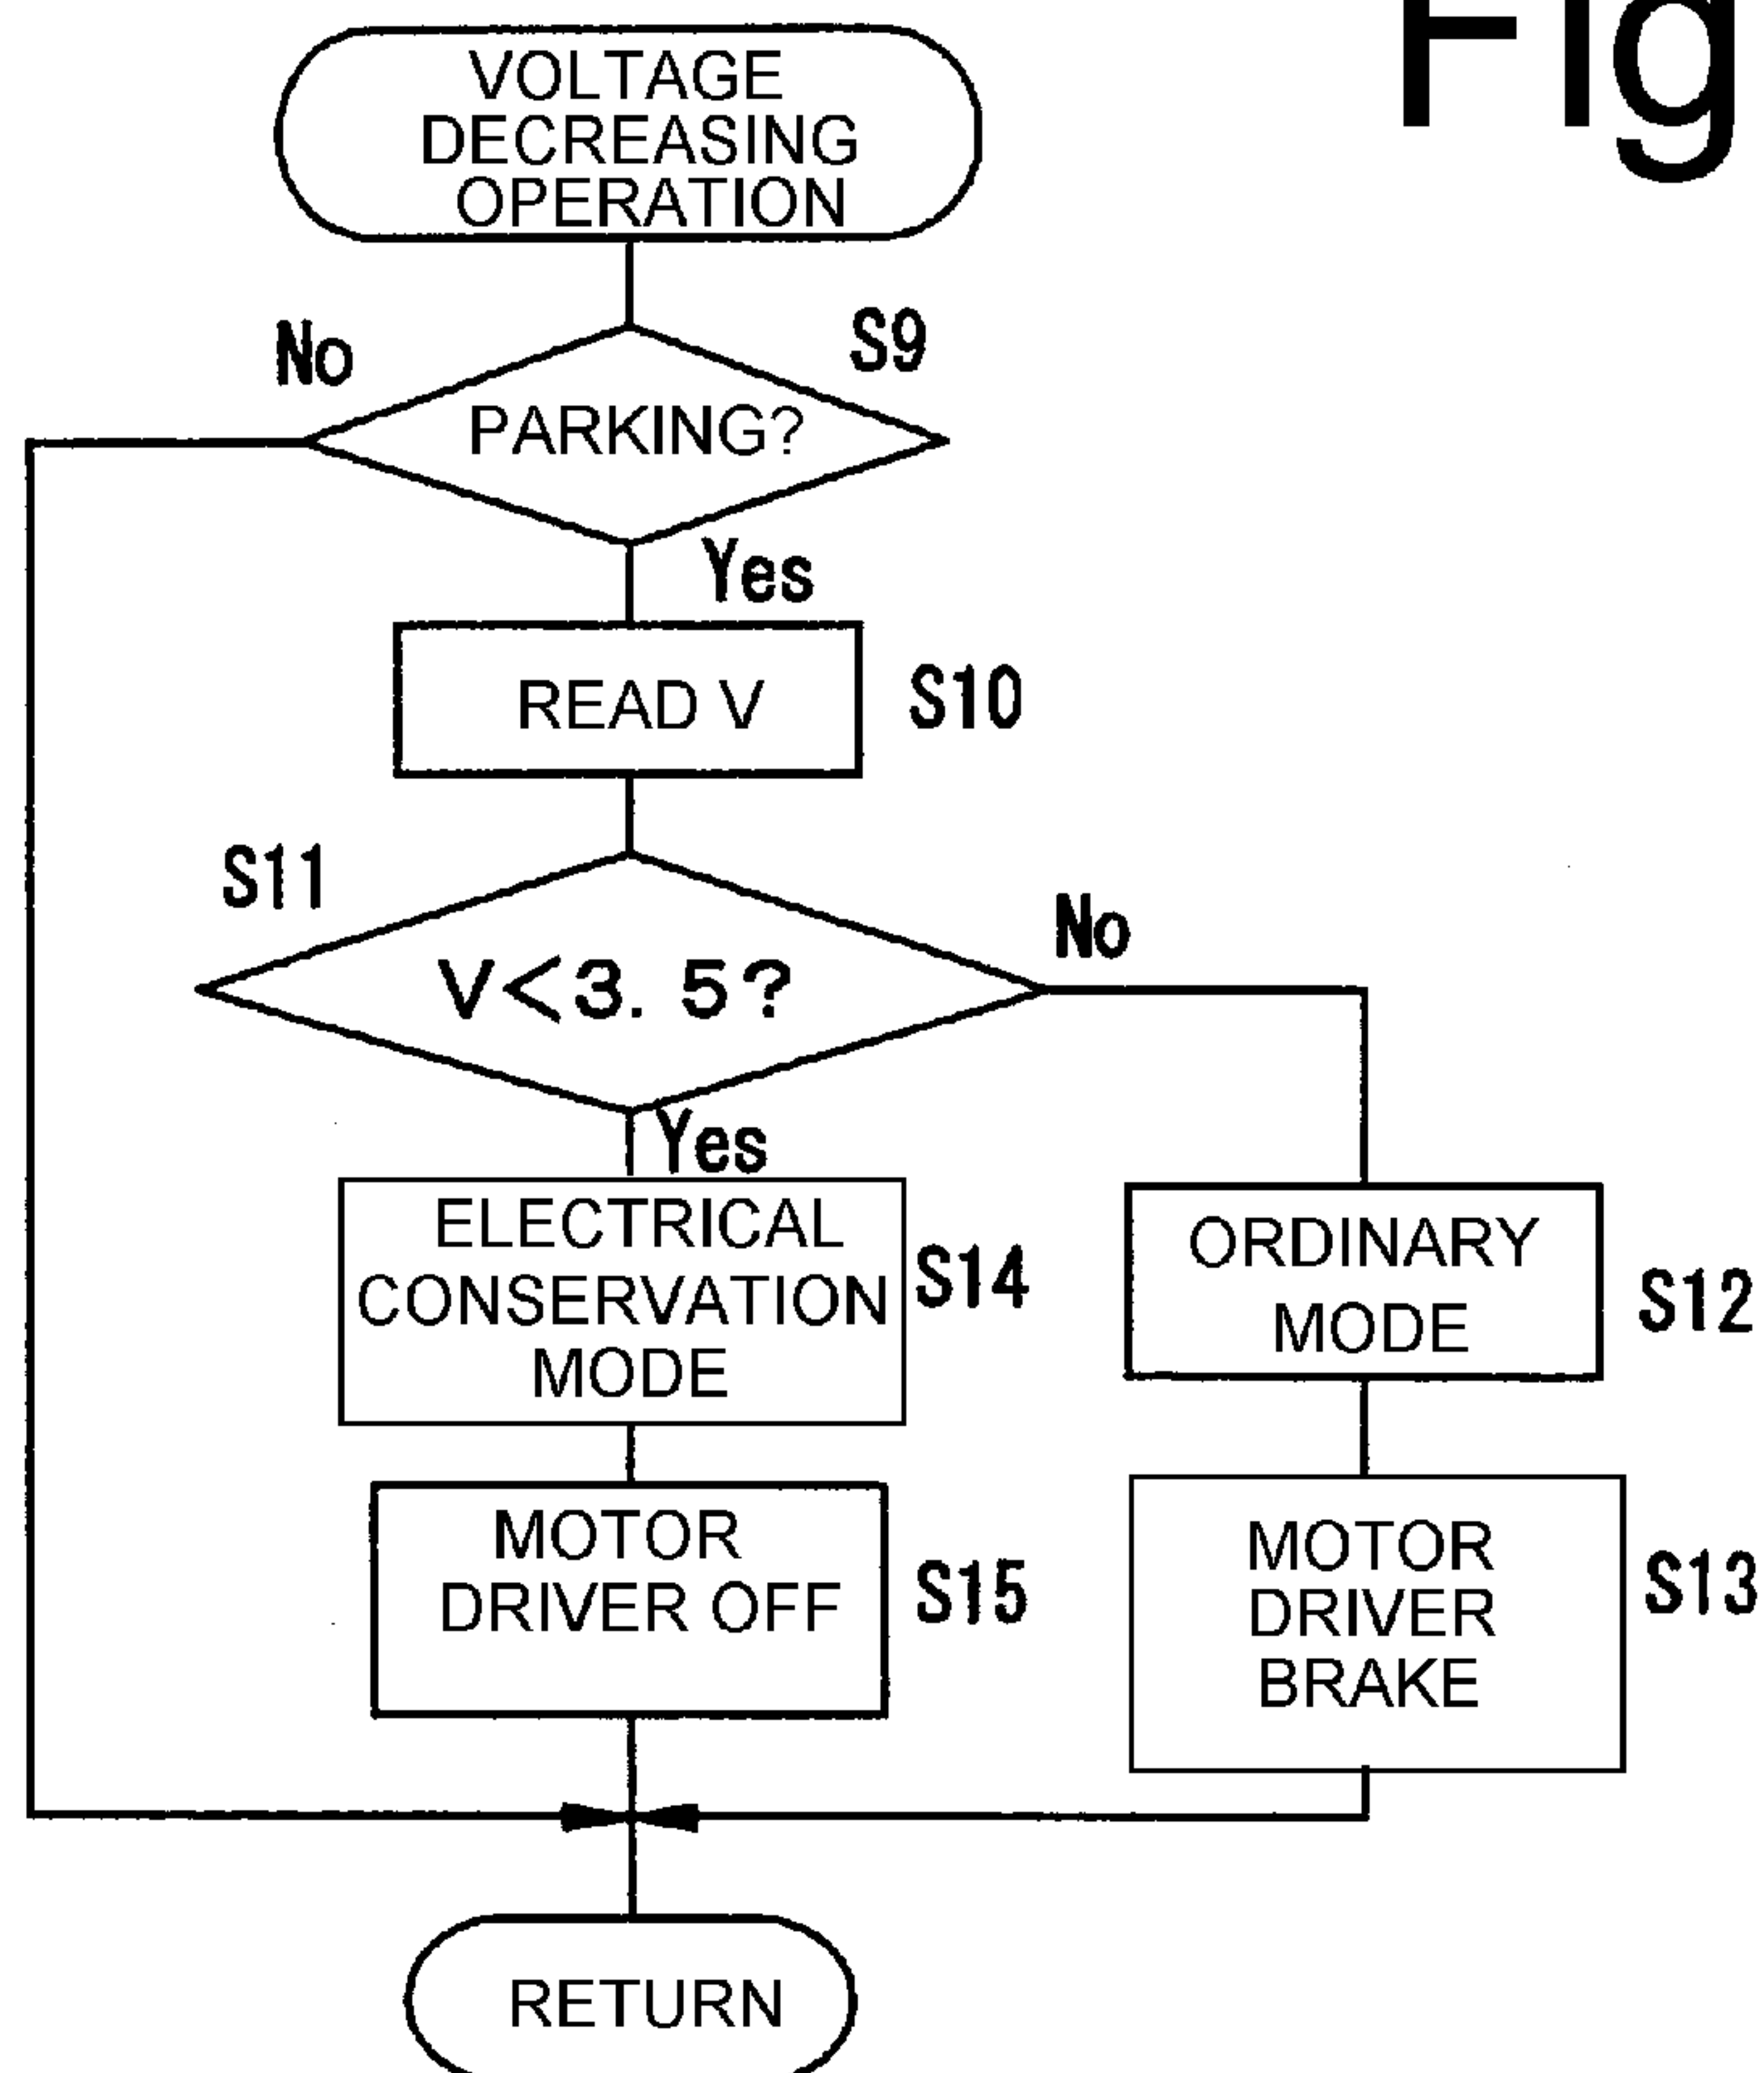 Fig
VOLTAGE
DECREASING
OPERATION
No
S9
PARKING?
Yes
READ V
S10
S11
No
V<3. 5?
Yes
ELECTRICAL
CONSERVATION
MODE
S14
ORDINARY
MODE
S12
MOTOR
DRIVER OFF
S15
MOTOR
DRIVER
BRAKE
S13
RETURN